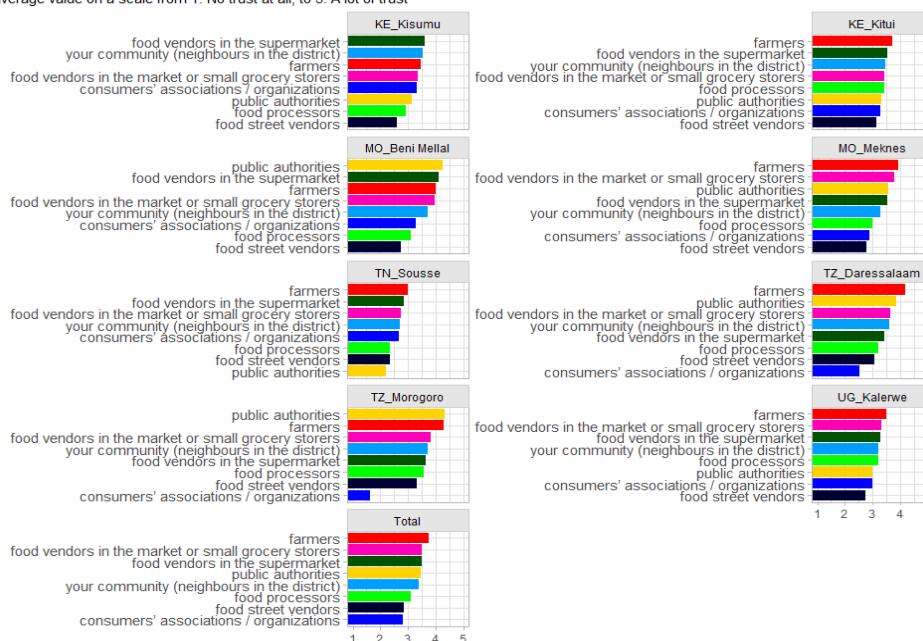 average value on a scale from 1: No trust at all, to 5: A lot of trust
KE_Kisumu
food vendors in the supermarket
your community (neighbours in the district)
farmers
food vendors in the market or small grocery storers
consumers' associations / organizations
public authorities
food processors
food street vendors
KE_Kitui
farmers
food vendors in the supermarket
your community (neighbours in the district)
food vendors in the market or small grocery storers
food processors
public authorities
consumers' associations / organizations
food street vendors
MO_Beni Mellal
public authorities
food vendors in the supermarket
farmers
food vendors in the market or small grocery storers
your community (neighbours in the district)
consumers' associations / organizations
food processors
food street vendors
MO_Meknes
farmers
food vendors in the market or small grocery storers
public authorities
food vendors in the supermarket
your community (neighbours in the district)
food processors
consumers' associations / organizations
food street vendors
TN_Sousse
farmers
food vendors in the supermarket
food vendors in the market or small grocery storers
your community (neighbours in the district)
consumers' associations / organizations
food processors
food street vendors
public authorities
TZ_Daressalaam
farmers
public authorities
food vendors in the market or small grocery storers
your community (neighbours in the district)
food vendors in the supermarket
food processors
food street vendors
consumers' associations / organizations
TZ_Morogoro
public authorities
farmers
food vendors in the market or small grocery storers
your community (neighbours in the district)
food vendors in the supermarket
food processors
food street vendors
consumers' associations / organizations
UG_Kalerwe
farmers
food vendors in the market or small grocery storers
food vendors in the supermarket
your community (neighbours in the district)
food processors
public authorities
consumers' associations / organizations
food street vendors
1 2 3 4
Total
farmers
food vendors in the market or small grocery storers
food vendors in the supermarket
public authorities
your community (neighbours in the district)
food processors
food street vendors
consumers' associations / organizations
1 2 3 4 5